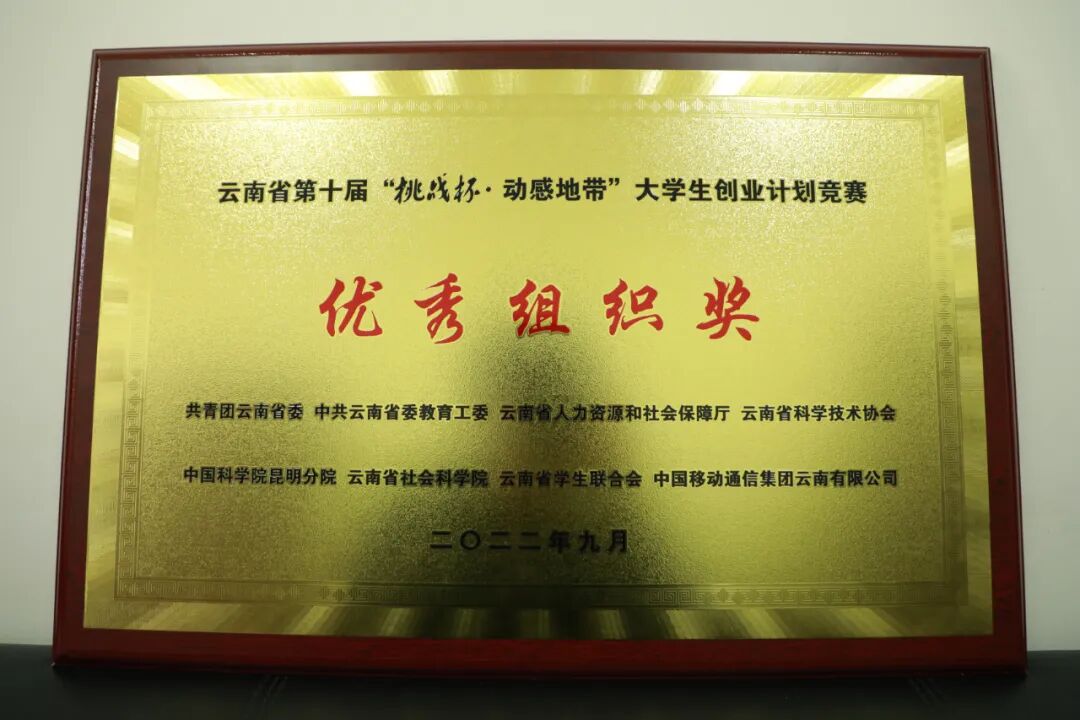 云南省第十届“挑战杯·动感地带”大学生创业计划竞赛
优秀组织奖
共青团云南省委 中共云南省委教育工委 云南省人力资源和社会保障厅 云南省科学技术协会
中国科学院昆明分院 云南省社会科学院 云南省学生联合会 中国移动通信集团云南有限公司
二〇二二年九月